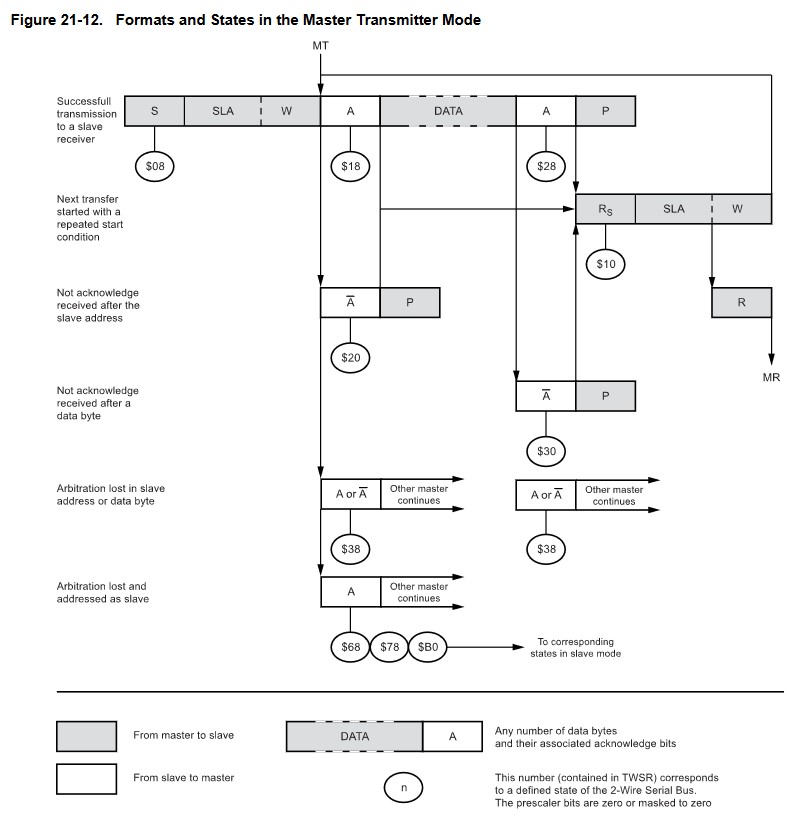 Figure 21-12. Formats and States in the Master Transmitter Mode
MT
Successfull
transmission
to a slave
receiver
S SLA W A DATA A P
$08 $18 $28
Next transfer
started with a
repeated start
condition
RS SLA W
$10
Not acknowledge
received after the
slave address
A̅ P
R
$20
MR
Not acknowledge
received after a
data byte
A̅ P
$30
Arbitration lost in slave
address or data byte
A or A̅ Other master
continues
A or A̅ Other master
continues
$38 $38
Arbitration lost and
addressed as slave
A Other master
continues
$68 $78 $B0
To corresponding
states in slave mode
From master to slave
DATA A
Any number of data bytes
and their associated acknowledge bits
From slave to master
n
This number (contained in TWSR) corresponds
to a defined state of the 2-Wire Serial Bus.
The prescaler bits are zero or masked to zero